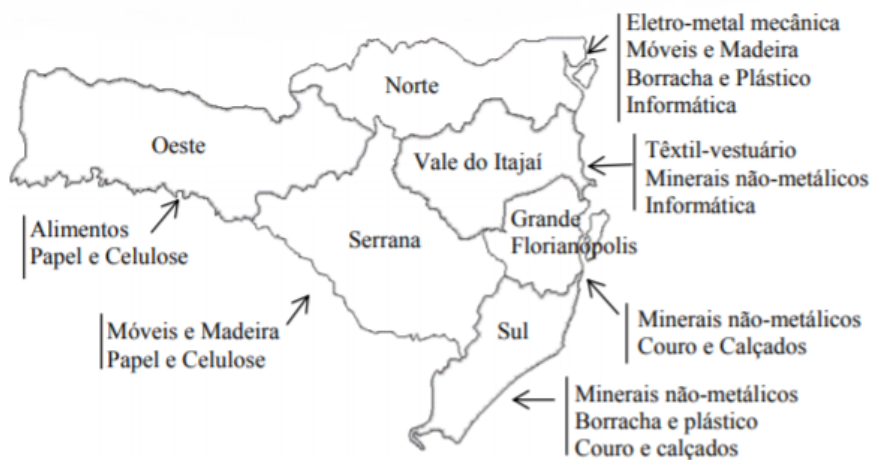 Eletro-metal mecânica
Móveis e Madeira
Borracha e Plástico
Informática
Norte
Oeste
Vale do Itajaí
Têxtil-vestuário
Minerais não-metálicos
Informática
Alimentos
Papel e Celulose
Serrana
Grande
Florianópolis
Móveis e Madeira
Papel e Celulose
Sul
Minerais não-metálicos
Couro e Calçados
Minerais não-metálicos
Borracha e plástico
Couro e calçados